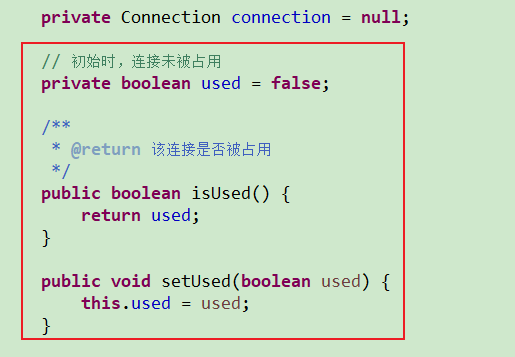 private Connection connection = null;
// 初始时，连接未被占用
private boolean used = false;
/**
* @return 该连接是否被占用
*/
public boolean isUsed() {
return used;
}
public void setUsed(boolean used) {
this.used = used;
}